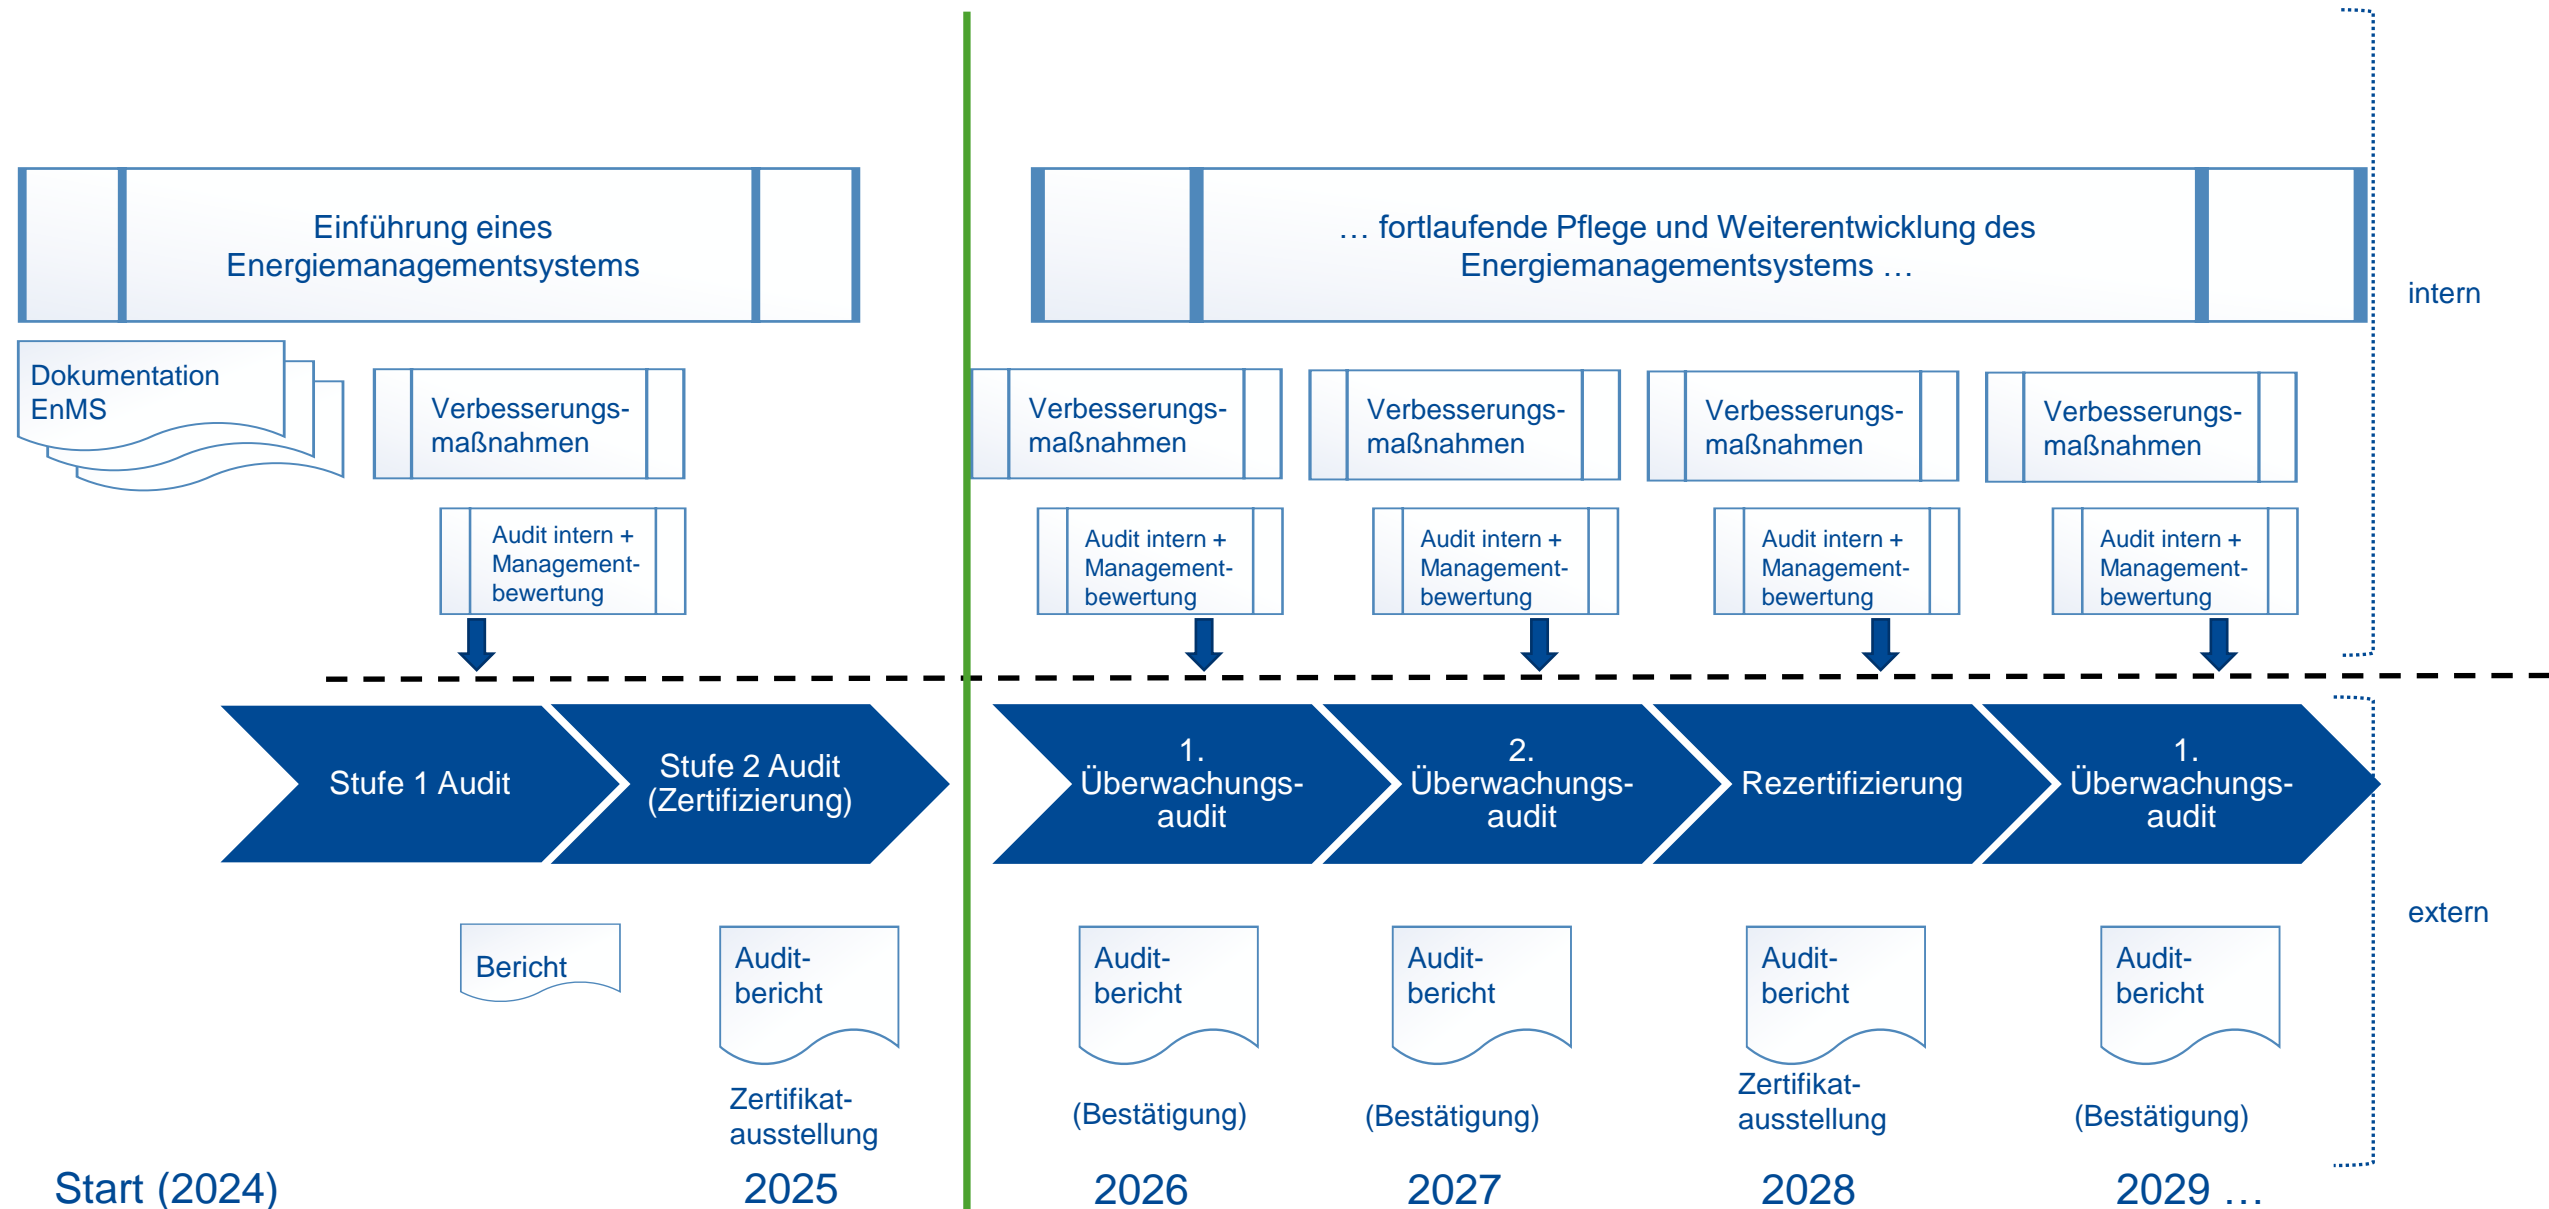 Einführung eines
Energiemanagementsystems
… fortlaufende Pflege und Weiterentwicklung des
Energiemanagementsystems …
intern
Dokumentation
EnMS
Verbesserungs-
maßnahmen
Verbesserungs-
maßnahmen
Verbesserungs-
maßnahmen
Verbesserungs-
maßnahmen
Verbesserungs-
maßnahmen
Audit intern +
Management-
bewertung
Audit intern +
Management-
bewertung
Audit intern +
Management-
bewertung
Audit intern +
Management-
bewertung
Audit intern +
Management-
bewertung
Stufe 1 Audit
Stufe 2 Audit
(Zertifizierung)
1.
Überwachungs-
audit
2.
Überwachungs-
audit
Rezertifizierung
1.
Überwachungs-
audit
extern
Bericht
Audit-
bericht
Audit-
bericht
Audit-
bericht
Audit-
bericht
Audit-
bericht
Zertifikat-
ausstellung
(Bestätigung)
(Bestätigung)
Zertifikat-
ausstellung
(Bestätigung)
Start (2024)
2025
2026
2027
2028
2029 …